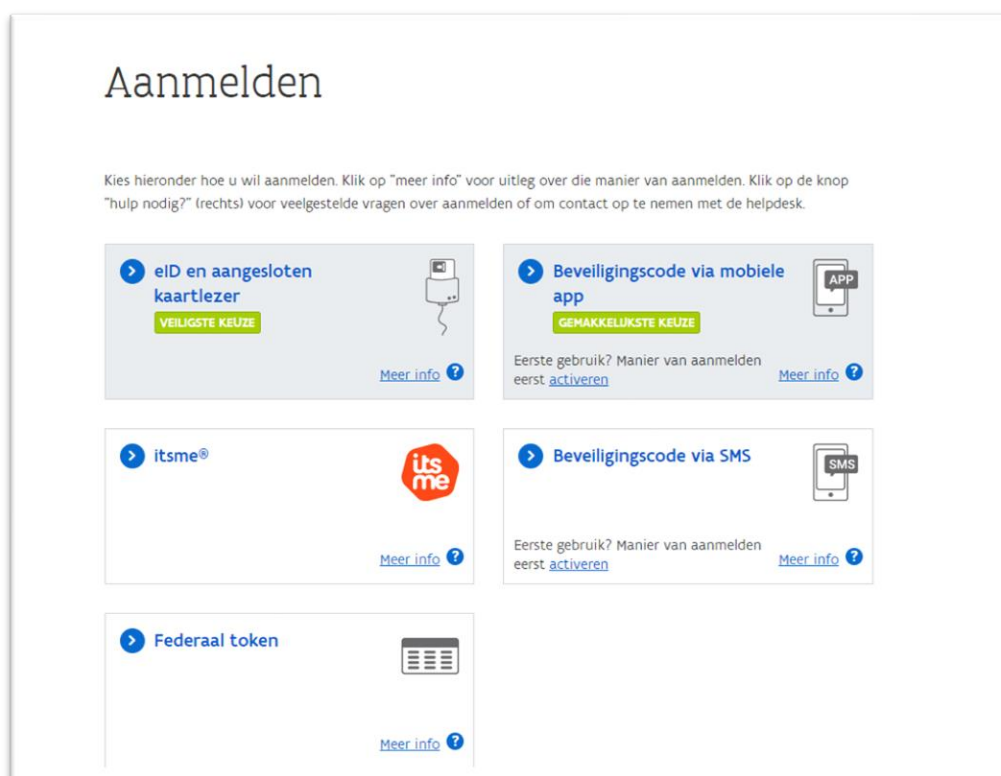 Aanmelden
Kies hieronder hoe u wil aanmelden. Klik op "meer info" voor uitleg over die manier van aanmelden. Klik op de knop
"hulp nodig?" (rechts) voor veelgestelde vragen over aanmelden of om contact op te nemen met de helpdesk.
eID en aangesloten
kaartlezer
VEILIGSTE KEUZE
Meer info ?
Beveiligingscode via mobiele
app
APP
GEMAKKELIJKSTE KEUZE
Eerste gebruik? Manier van aanmelden
eerst activeren
Meer info ?
itsme®
its
me
Meer info ?
Beveiligingscode via SMS
SMS
Eerste gebruik? Manier van aanmelden
eerst activeren
Meer info ?
Federaal token
Meer info ?